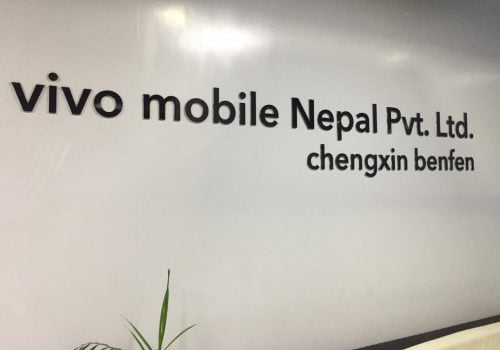 vivo mobile Nepal Pvt. Ltd.
chengxin benfen